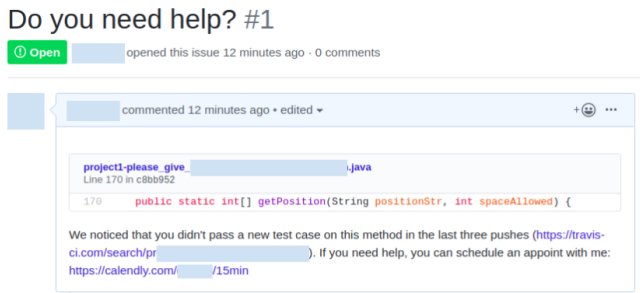 Do you need help? #1
Open opened this issue 12 minutes ago · 0 comments
commented 12 minutes ago • edited
project1-please_give_ .java
Line 170 in c8bb952
170 public static int[] getPosition(String positionStr, int spaceAllowed) {
We noticed that you didn't pass a new test case on this method in the last three pushes (https://travis-
ci.com/search/pr ). If you need help, you can schedule an appoint with me:
https://calendly.com/ /15min